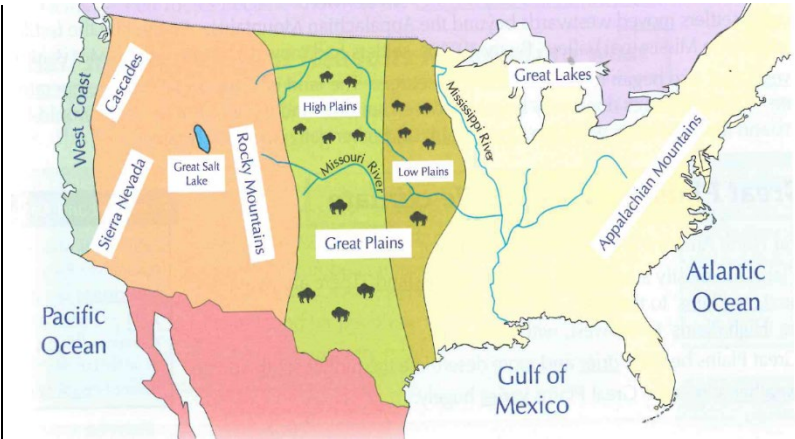 West Coast
Cascades
Sierra Nevada
Great Salt
Lake
Rocky Mountains
High Plains
Missouri River
Low Plains
Great Plains
Mississippi River
Great Lakes
Appalachian Mountains
Pacific
Ocean
Atlantic
Ocean
Gulf of
Mexico